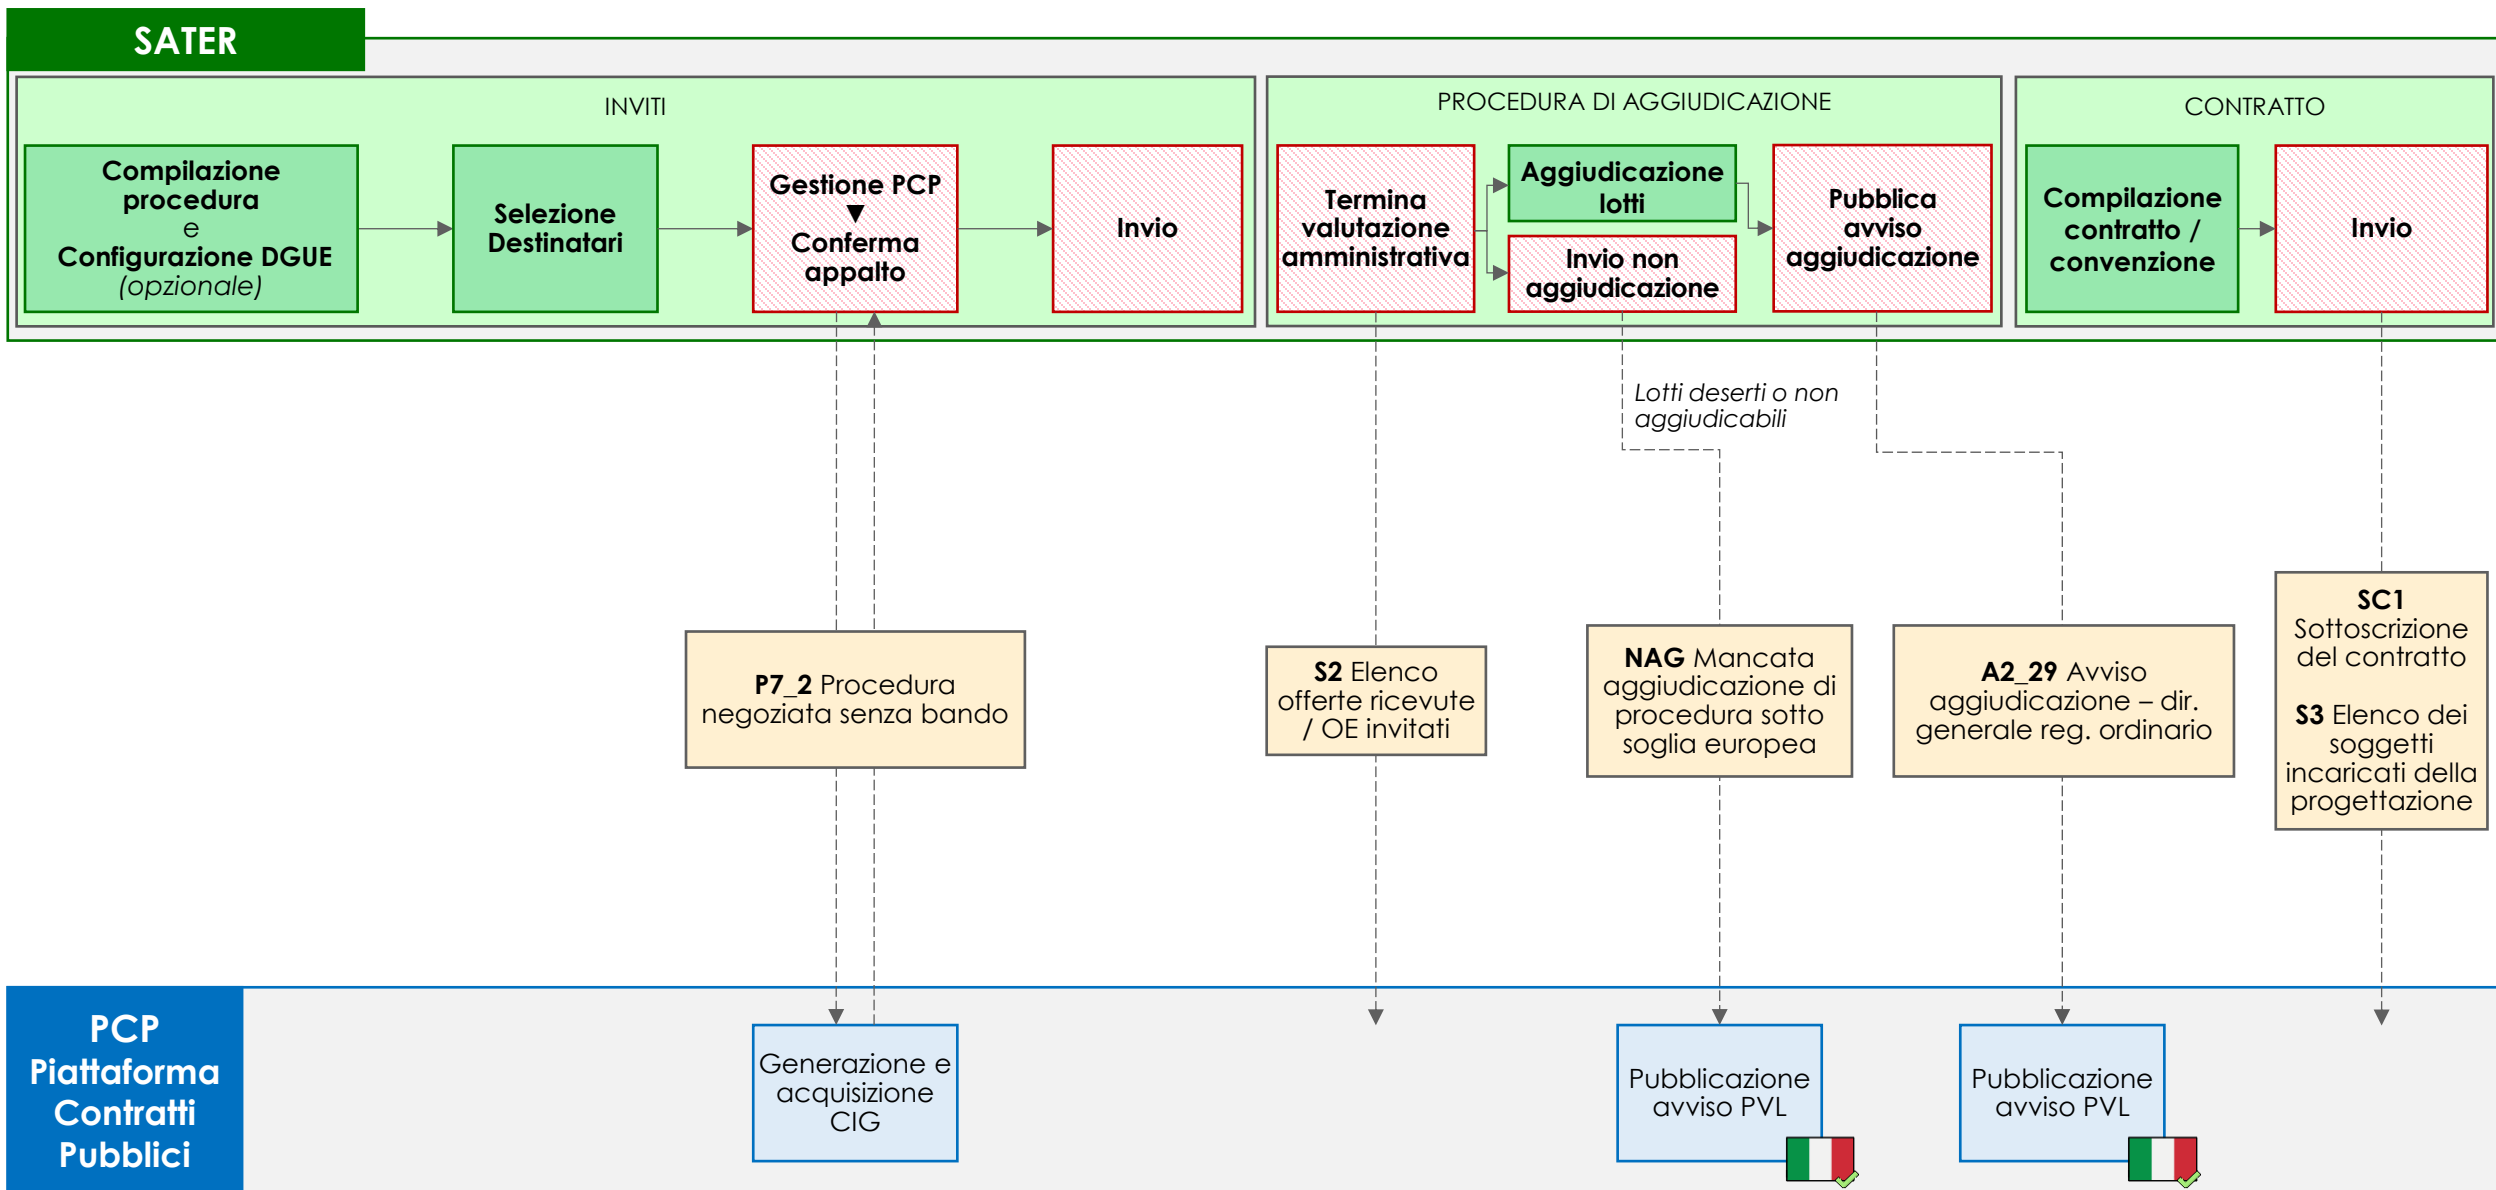 SATER
INVITI
Compilazione
procedura
e
Configurazione DGUE
(opzionale)
Selezione
Destinatari
Gestione PCP
▼
Conferma
appalto
Invio
PROCEDURA DI AGGIUDICAZIONE
Termina
valutazione
amministrativa
Aggiudicazione
lotti
Invio non
aggiudicazione
Pubblica
avviso
aggiudicazione
CONTRATTO
Compilazione
contratto /
convenzione
Invio
Lotti deserti o non
aggiudicabili
P7_2 Procedura
negoziata senza bando
S2 Elenco
offerte ricevute
/ OE invitati
NAG Mancata
aggiudicazione di
procedura sotto
soglia europea
A2_29 Avviso
aggiudicazione – dir.
generale reg. ordinario
SC1
Sottoscrizione
del contratto
S3 Elenco dei
soggetti
incaricati della
progettazione
PCP
Piattaforma
Contratti
Pubblici
Generazione e
acquisizione
CIG
Pubblicazione
avviso PVL
Pubblicazione
avviso PVL